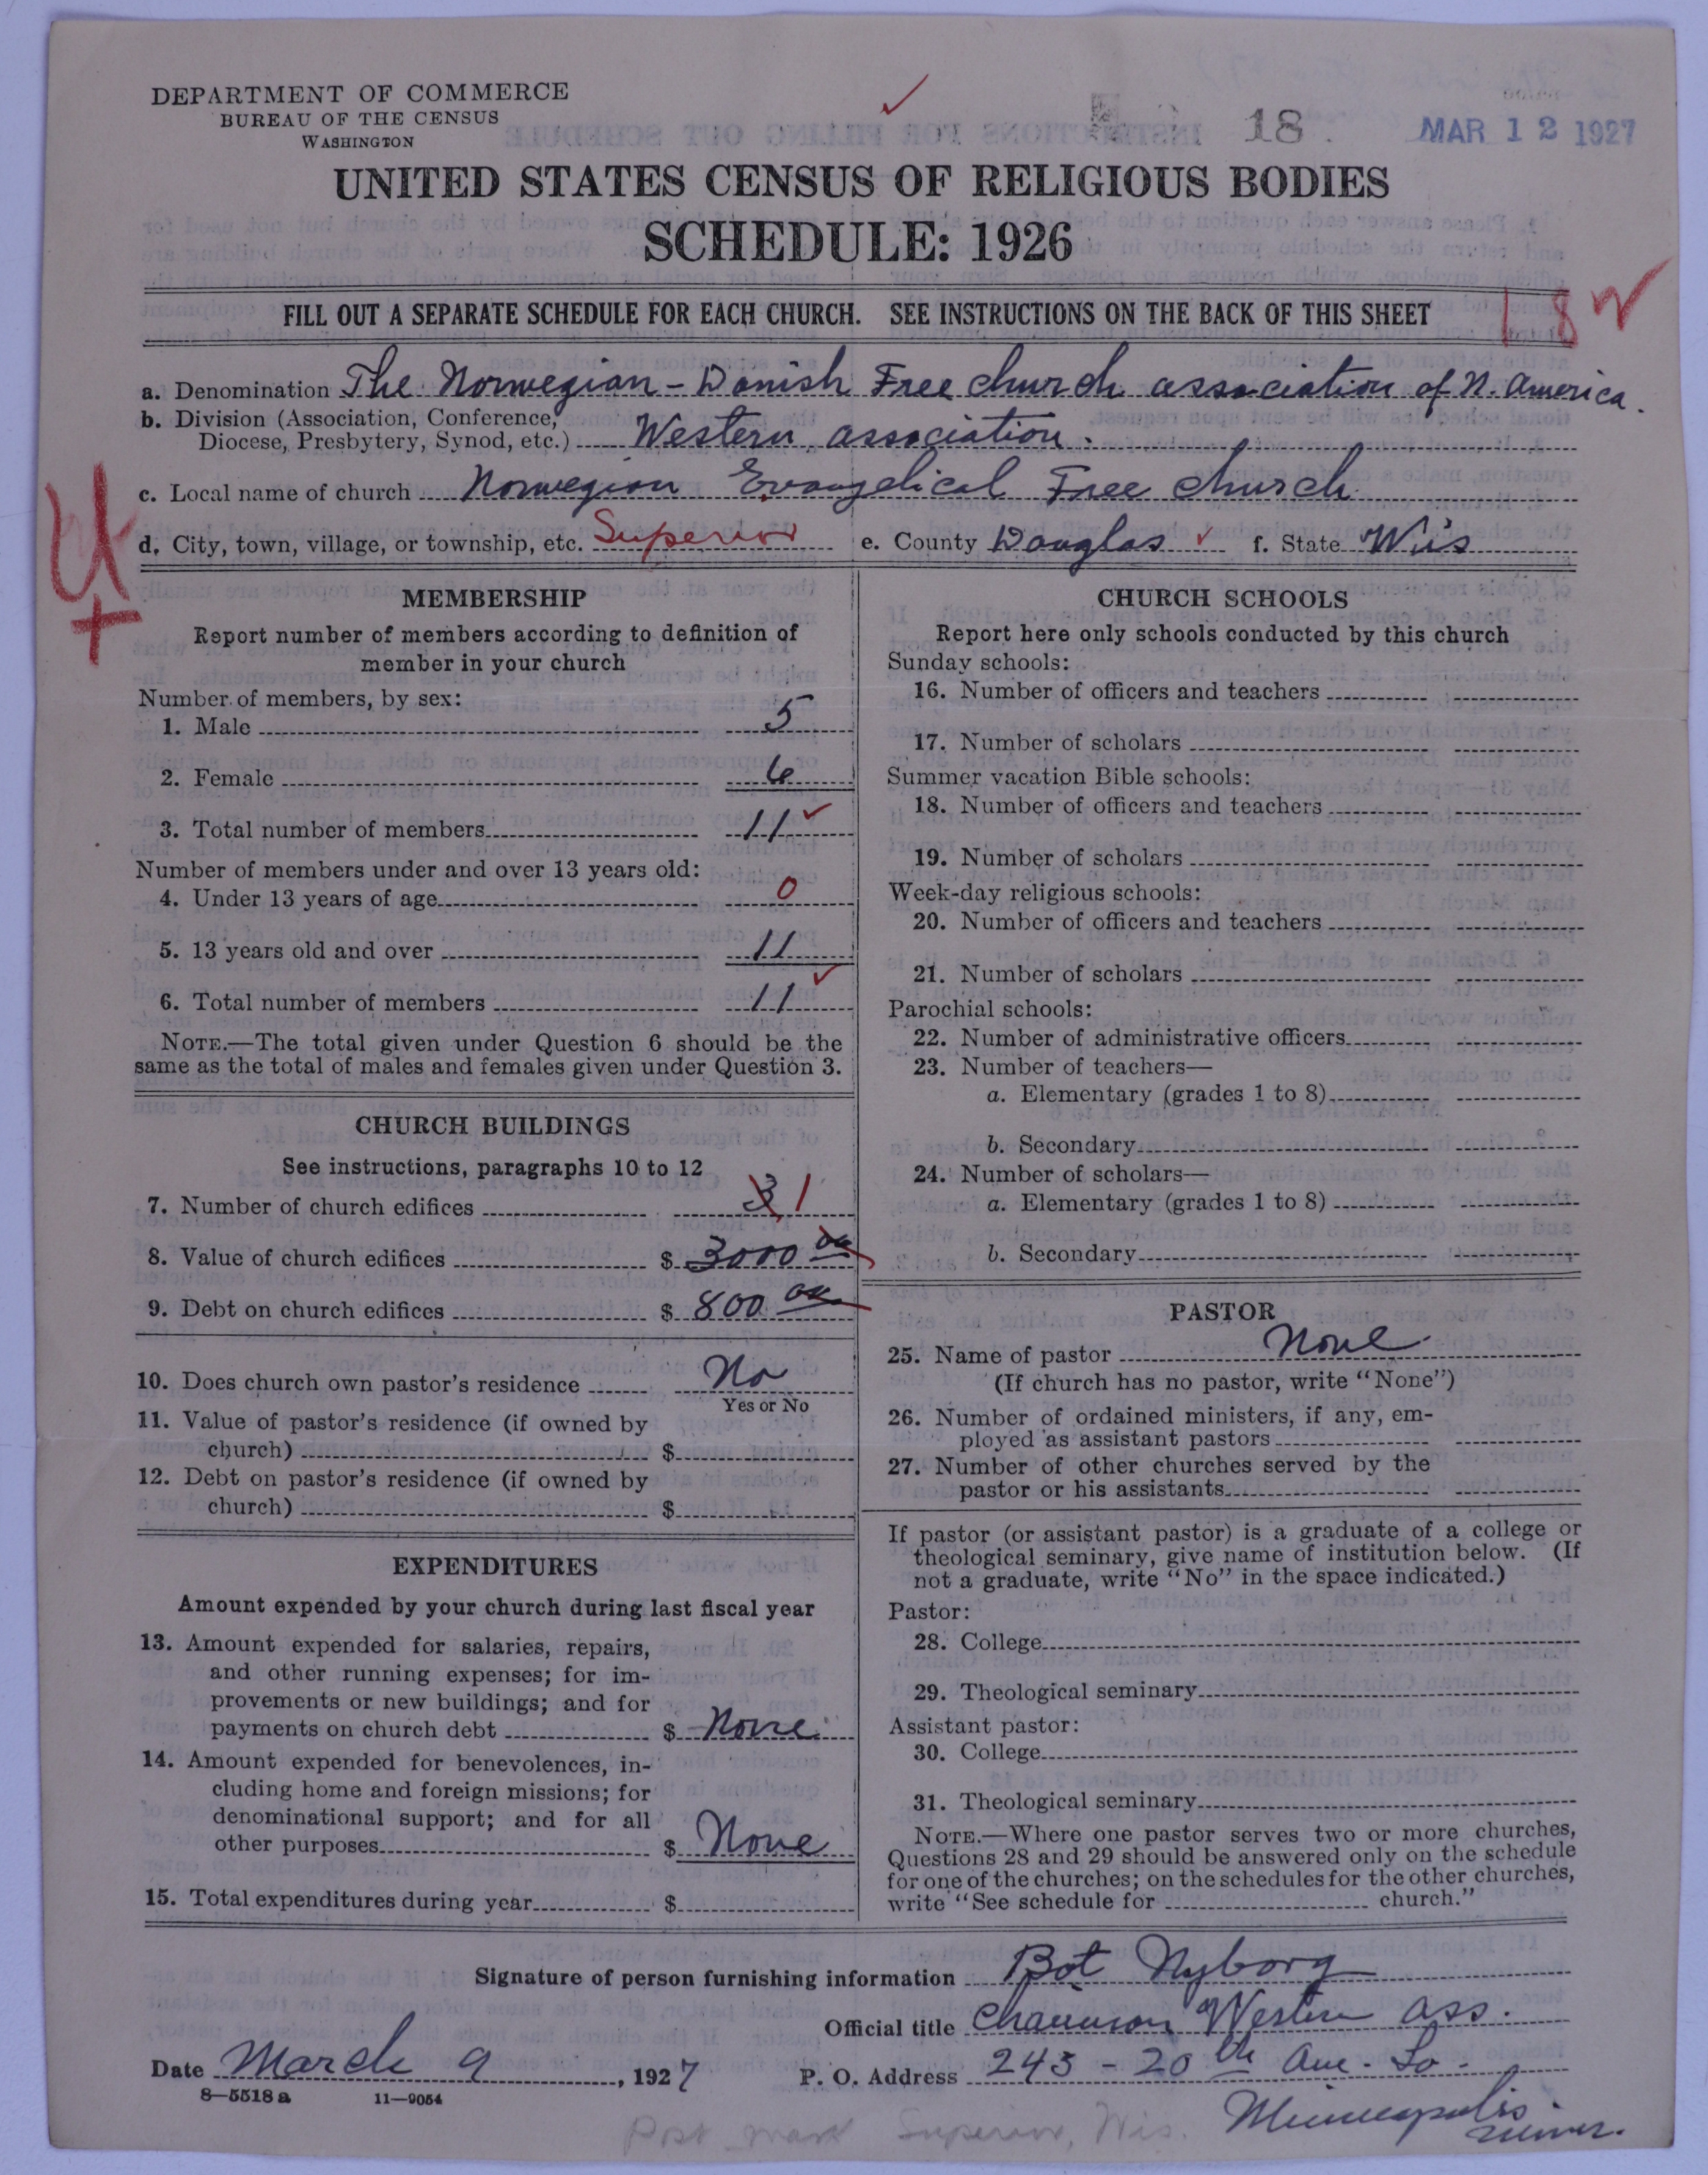 DEPARTMENT OF COMMERCE
BUREAU OF THE CENSUS
WASHINGTON
18.
MAR 12 1927
UNITED STATES CENSUS OF RELIGIOUS BODIES
SCHEDULE: 1926
FILL OUT A SEPARATE SCHEDULE FOR EACH CHURCH. SEE INSTRUCTIONS ON THE BACK OF THIS SHEET
18
a. Denomination The Norwegian-Danish Free church association of N. America.
b. Division (Association, Conference,
Diocese, Presbytery, Synod, etc.) Western association.
c. Local name of church Norwegian Evangelical Free church
d. City, town, village, or township, etc. Superior e. County Douglas ✓ f. State Wis
MEMBERSHIP
Report number of members according to definition of
member in your church
Number of members, by sex:
1. Male 5
2. Female 6
3. Total number of members 11 ✓
Number of members under and over 13 years old:
4. Under 13 years of age 0
5. 13 years old and over 11
6. Total number of members 11 ✓
NOTE.—The total given under Question 6 should be the
same as the total of males and females given under Question 3.
CHURCH BUILDINGS
See instructions, paragraphs 10 to 12
7. Number of church edifices 3 1
8. Value of church edifices $ 3000 00
9. Debt on church edifices $ 800 00
10. Does church own pastor's residence No
Yes or No
11. Value of pastor's residence (if owned by
church) $
12. Debt on pastor's residence (if owned by
church) $
EXPENDITURES
Amount expended by your church during last fiscal year
13. Amount expended for salaries, repairs,
and other running expenses; for im-
provements or new buildings; and for
payments on church debt $ None
14. Amount expended for benevolences, in-
cluding home and foreign missions; for
denominational support; and for all
other purposes $ None
15. Total expenditures during year $
CHURCH SCHOOLS
Report here only schools conducted by this church
Sunday schools:
16. Number of officers and teachers
17. Number of scholars
Summer vacation Bible schools:
18. Number of officers and teachers
19. Number of scholars
Week-day religious schools:
20. Number of officers and teachers
21. Number of scholars
Parochial schools:
22. Number of administrative officers
23. Number of teachers—
a. Elementary (grades 1 to 8)
b. Secondary
24. Number of scholars—
a. Elementary (grades 1 to 8)
b. Secondary
PASTOR
25. Name of pastor None
(If church has no pastor, write "None")
26. Number of ordained ministers, if any, em-
ployed as assistant pastors
27. Number of other churches served by the
pastor or his assistants
If pastor (or assistant pastor) is a graduate of a college or
theological seminary, give name of institution below. (If
not a graduate, write "No" in the space indicated.)
Pastor:
28. College
29. Theological seminary
Assistant pastor:
30. College
31. Theological seminary
NOTE.—Where one pastor serves two or more churches,
Questions 28 and 29 should be answered only on the schedule
for one of the churches; on the schedules for the other churches,
write "See schedule for church."
Signature of person furnishing information Bot Nyborg
Official title Chairman Western Ass.
Date March 9, 1927 P. O. Address 243 - 20th Ave. So.
8-5518a 11-9054
Minneapolis
Minn.
Post mark Superior, Wis.